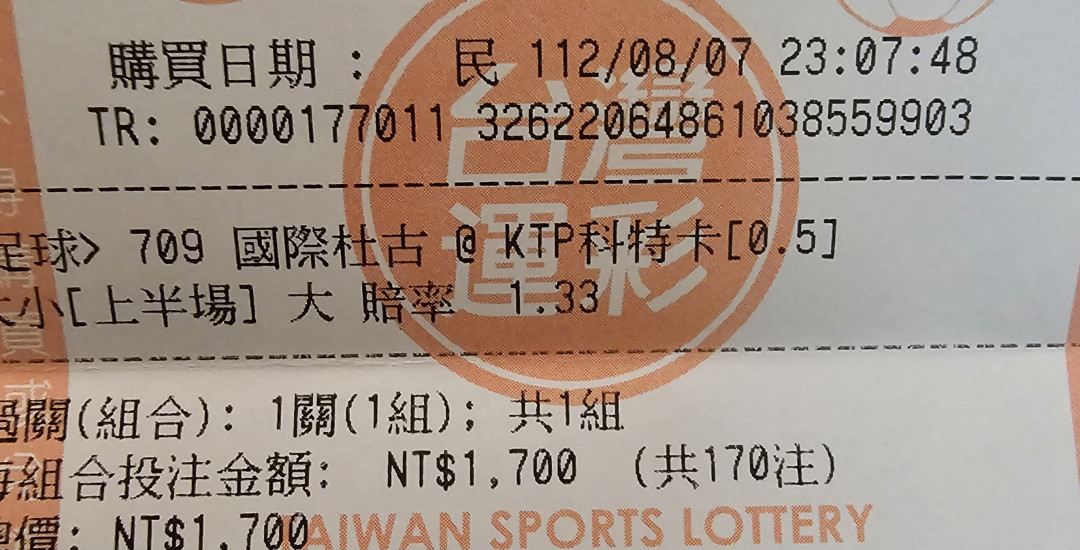 購買日期： 民 112/08/07 23:07:48
TR: 0000177011 32622064861038559903
台灣
運彩
足球> 709 國際杜古 @ KTP科特卡[0.5]
大小[上半場] 大 賠率 1.33
過關(組合): 1關(1組); 共1組
每組合投注金額: NT$1,700 (共170注)
總價: NT$1,700
TAIWAN SPORTS LOTTERY